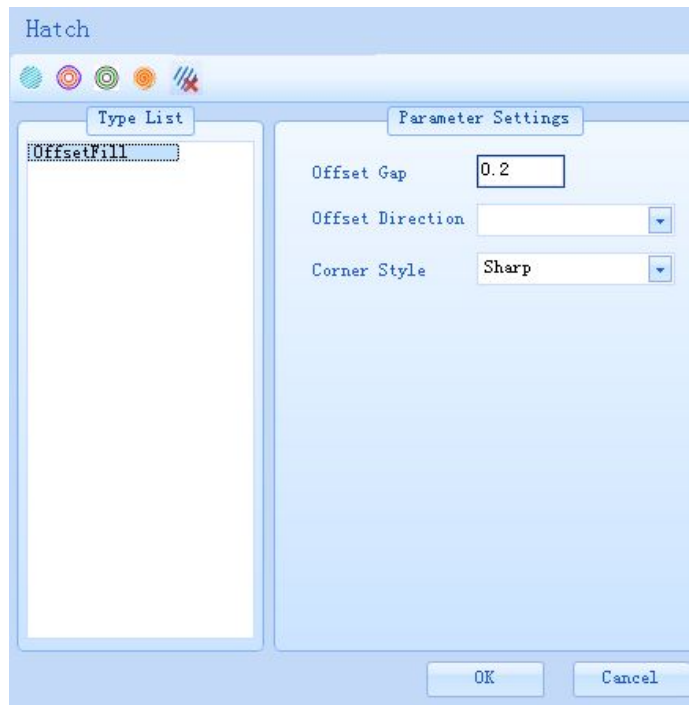 Hatch
Type List
OffsetFill
Parameter Settings
Offset Gap 0.2
Offset Direction
Corner Style Sharp
OK Cancel